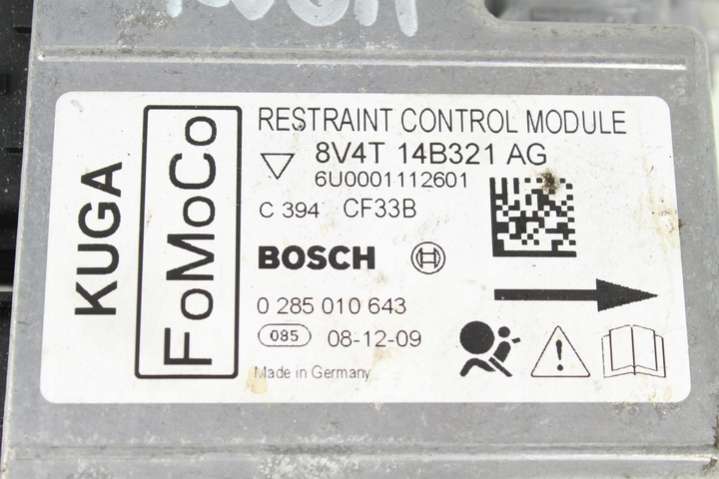 KUGA
FoMoCo
RESTRAINT CONTROL MODULE
8V4T 14B321 AG
6U0001112601
C 394 CF33B
BOSCH
0 285 010 643
085 08-12-09
Made in Germany